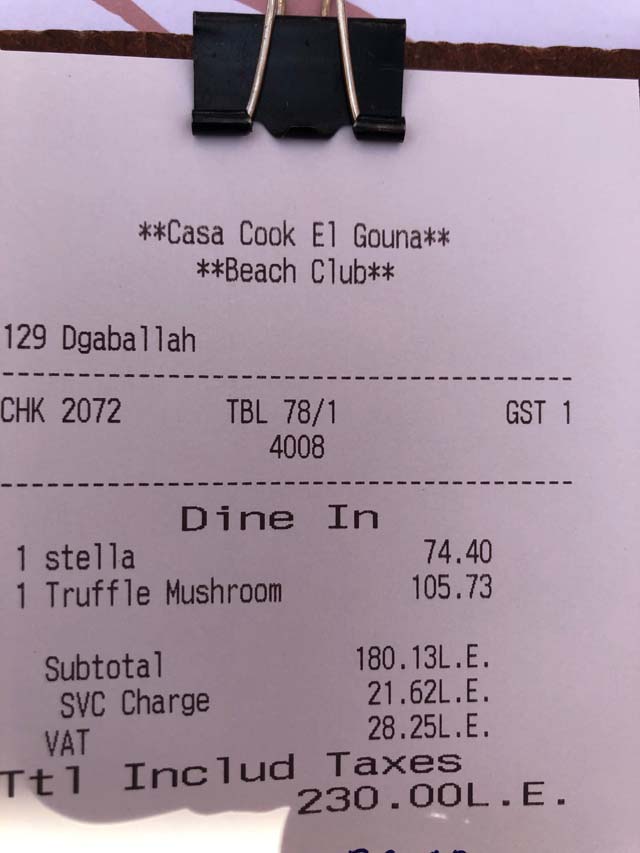 **Casa Cook El Gouna**
**Beach Club**
129 Dgaballah
CHK 2072 TBL 78/1 GST 1
4008
Dine In
1 stella 74.40
1 Truffle Mushroom 105.73
Subtotal 180.13L.E.
SVC Charge 21.62L.E.
VAT 28.25L.E.
Ttl Includ Taxes
230.00L.E.